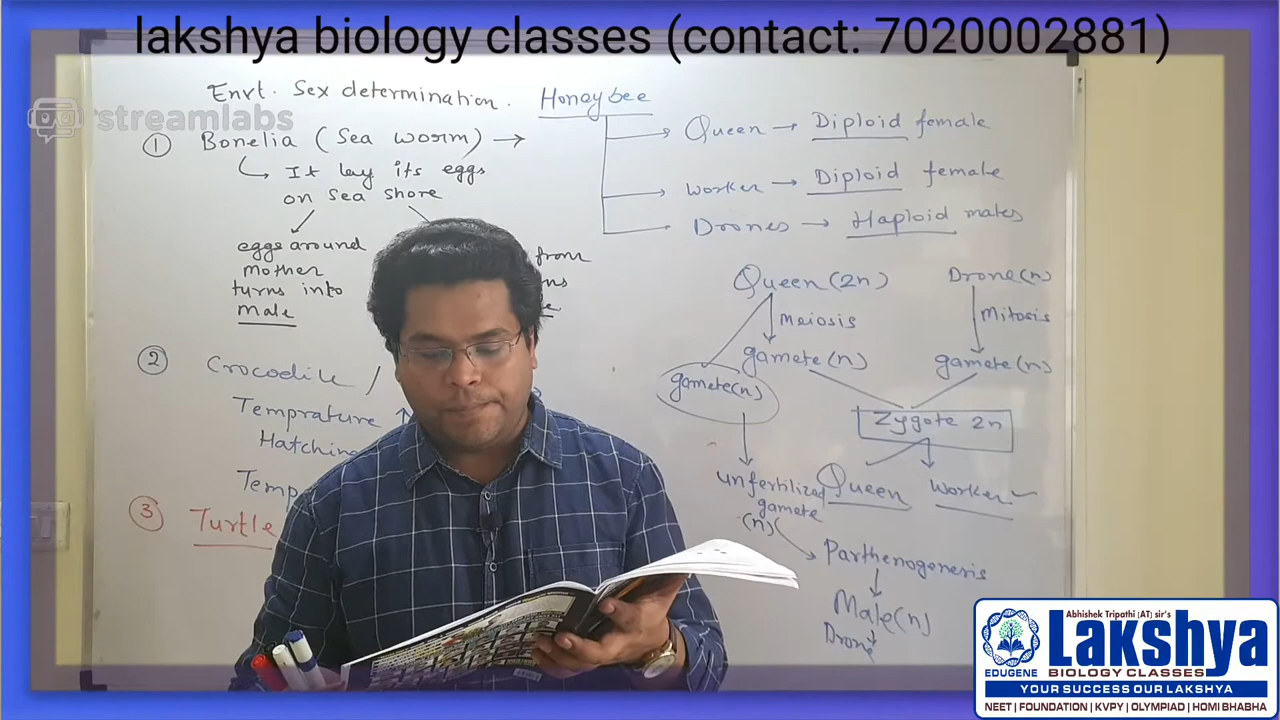 lakshya biology classes (contact: 7020002881)
streamlabs
Envt. Sex determination.
① Bonelia (Sea worm) →
It lay its eggs
on sea shore
eggs around
mother
turns into
male
from
② Crocodile /
Temprature ↑
Hatching
Temp
③ Turtle
Honeybee
Queen → Diploid female
Worker → Diploid female
Drones → Haploid males
Queen (2n)
Drone (n)
Meiosis
Mitosis
gamete (n)
gamete (n)
gamete (n)
Zygote 2n
Queen
Worker
unfertilized
gamete
(n)
Parthenogenesis
Male (n)
Drone
Abhishek Tripathi (AT) sir's
Lakshya
EDUGENE
BIOLOGY CLASSES
YOUR SUCCESS OUR LAKSHYA
NEET | FOUNDATION | KVPY | OLYMPIAD | HOMI BHABHA